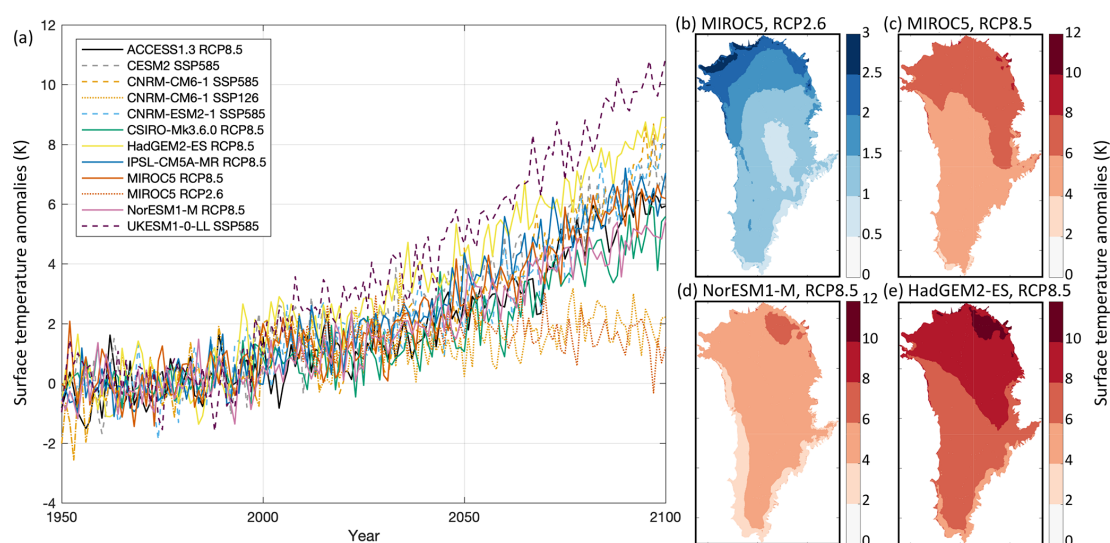 (a)
Surface temperature anomalies (K)
12
10
8
6
4
2
0
-2
-4
1950
2000
2050
2100
Year
ACCESS1.3 RCP8.5
CESM2 SSP585
CNRM-CM6-1 SSP585
CNRM-CM6-1 SSP126
CNRM-ESM2-1 SSP585
CSIRO-Mk3.6.0 RCP8.5
HadGEM2-ES RCP8.5
IPSL-CM5A-MR RCP8.5
MIROC5 RCP8.5
MIROC5 RCP2.6
NorESM1-M RCP8.5
UKESM1-0-LL SSP585
(b) MIROC5, RCP2.6
3
2.5
2
1.5
1
0.5
0
(c) MIROC5, RCP8.5
12
10
8
6
4
2
0
(d) NorESM1-M, RCP8.5
12
10
8
6
4
2
0
(e) HadGEM2-ES, RCP8.5
12
10
8
6
4
2
0
Surface temperature anomalies (K)